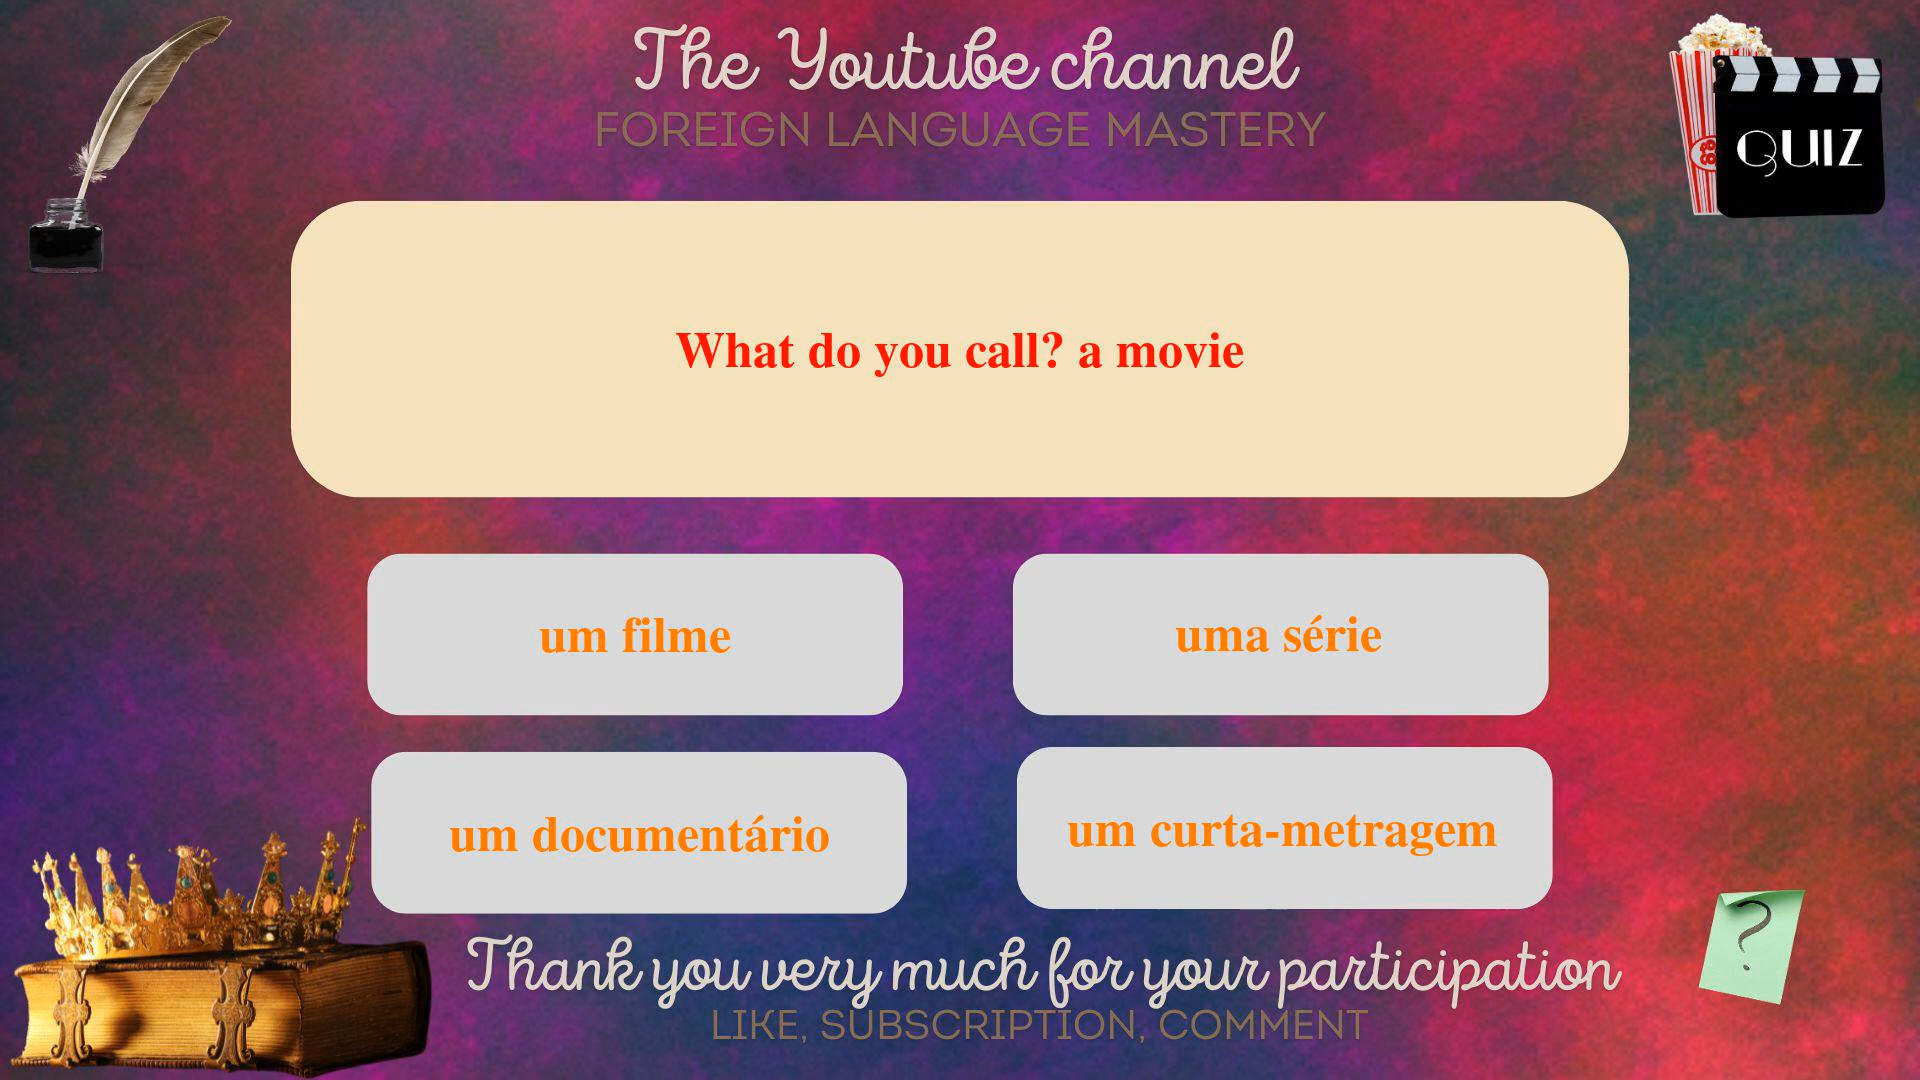 The Youtube channel
FOREIGN LANGUAGE MASTERY
QUIZ
What do you call? a movie
um filme
uma série
um documentário
um curta-metragem
?
Thank you very much for your participation
LIKE, SUBSCRIPTION, COMMENT